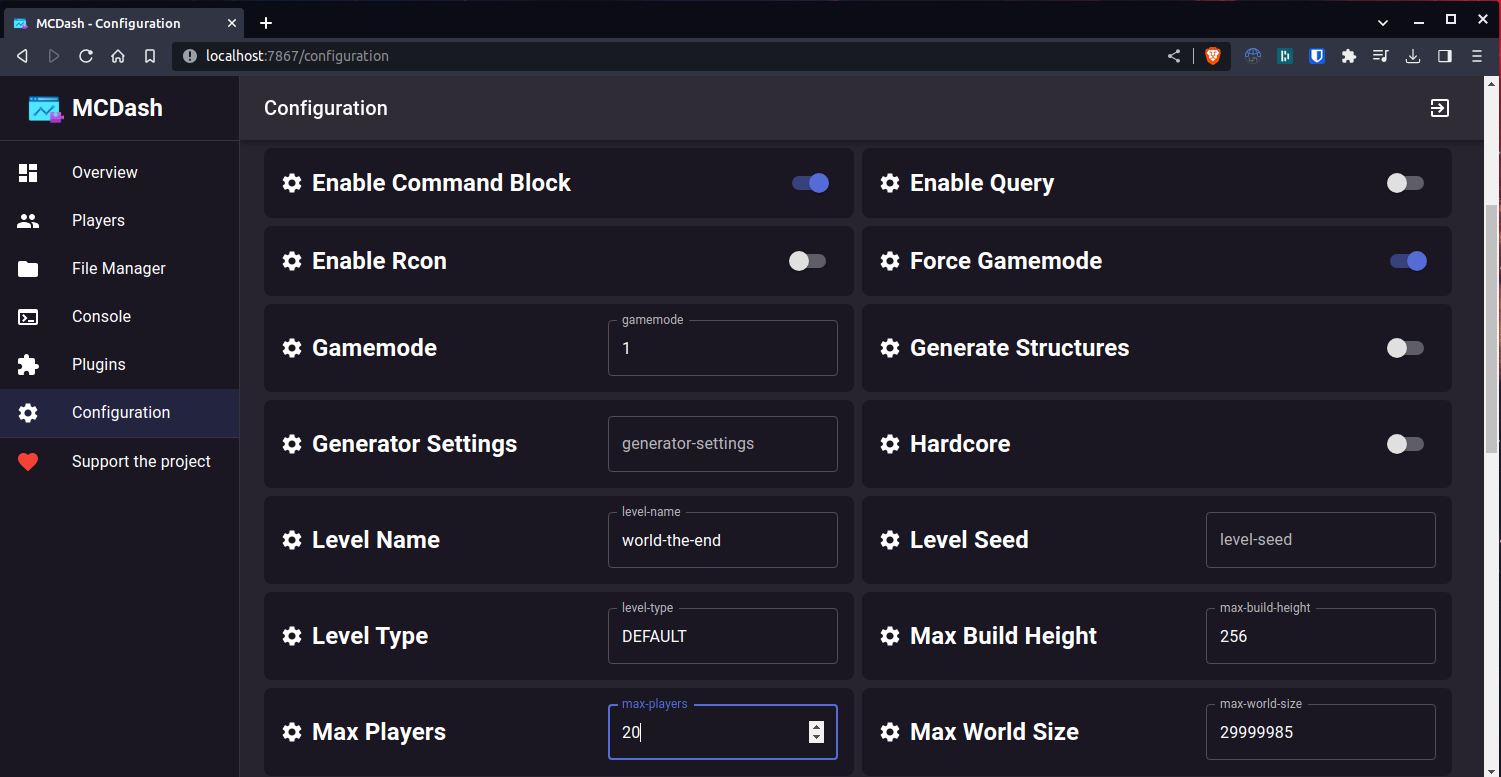 MCDash - Configuration
localhost:7867/configuration
MCDash
Configuration
Overview
Players
File Manager
Console
Plugins
Configuration
Support the project
Enable Command Block
Enable Query
Enable Rcon
Force Gamemode
Gamemode
gamemode
1
Generate Structures
Generator Settings
generator-settings
Hardcore
Level Name
level-name
world-the-end
Level Seed
level-seed
Level Type
level-type
DEFAULT
Max Build Height
max-build-height
256
Max Players
max-players
20
Max World Size
max-world-size
29999985